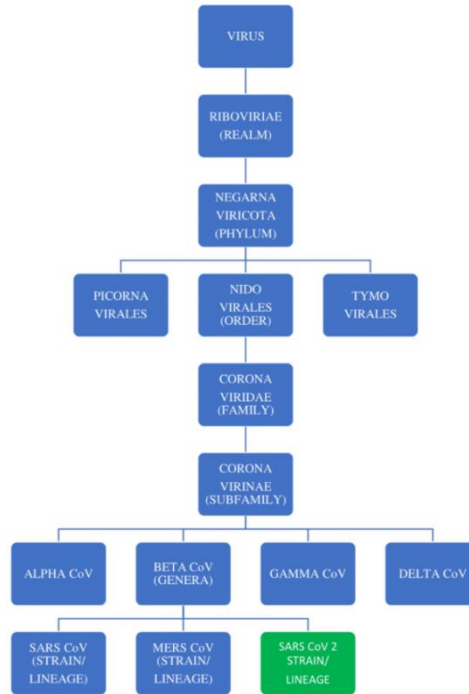 VIRUS
RIBOVIRIAE
(REALM)
NEGARNA
VIRICOTA
(PHYLUM)
PICORNA
VIRALES
NIDO
VIRALES
(ORDER)
TYMO
VIRALES
CORONA
VIRIDAE
(FAMILY)
CORONA
VIRINAE
(SUBFAMILY)
ALPHA CoV
BETA CoV
(GENERA)
GAMMA CoV
DELTA CoV
SARS CoV
(STRAIN/
LINEAGE)
MERS CoV
(STRAIN/
LINEAGE)
SARS CoV 2
STRAIN/
LINEAGE